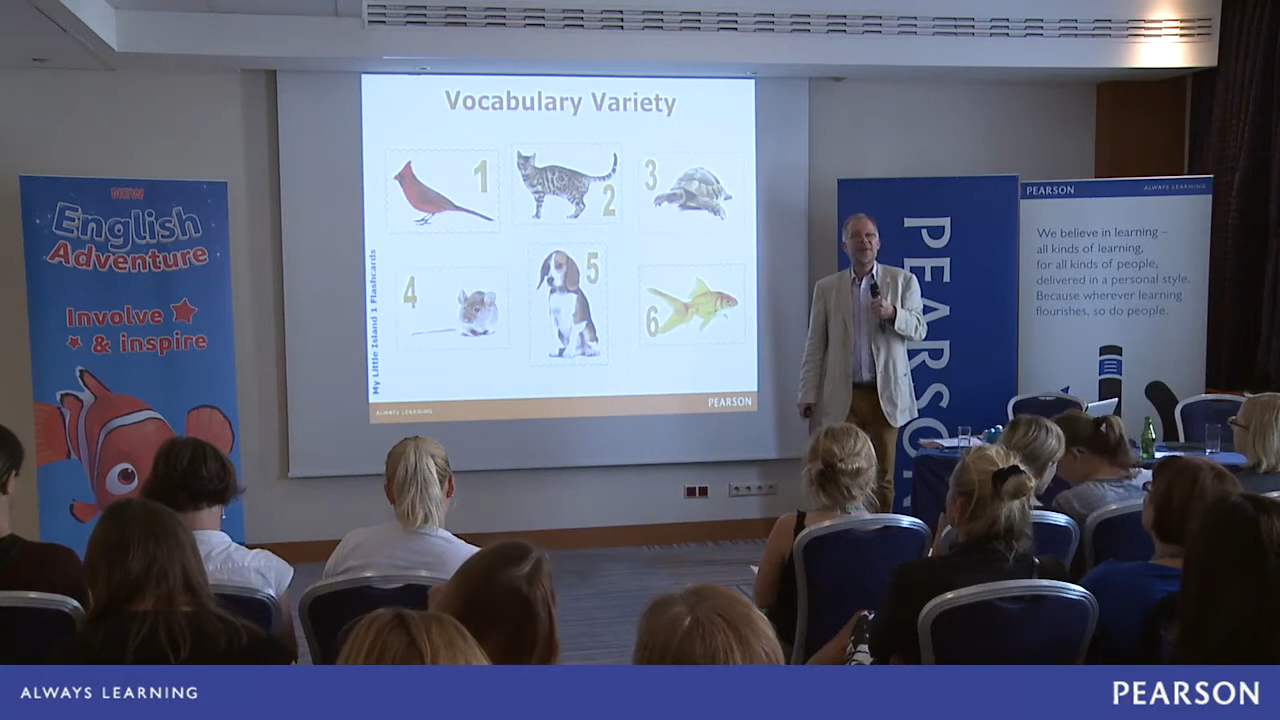 Vocabulary Variety
1
2
3
4
5
6
My Little Island 1 Flashcards
ALWAYS LEARNING
PEARSON
NEW
English
Adventure
Involve
& inspire
PEARSON
PEARSON
ALWAYS LEARNING
We believe in learning –
all kinds of learning,
for all kinds of people,
delivered in a personal style.
Because wherever learning
flourishes, so do people.
ALWAYS LEARNING
PEARSON